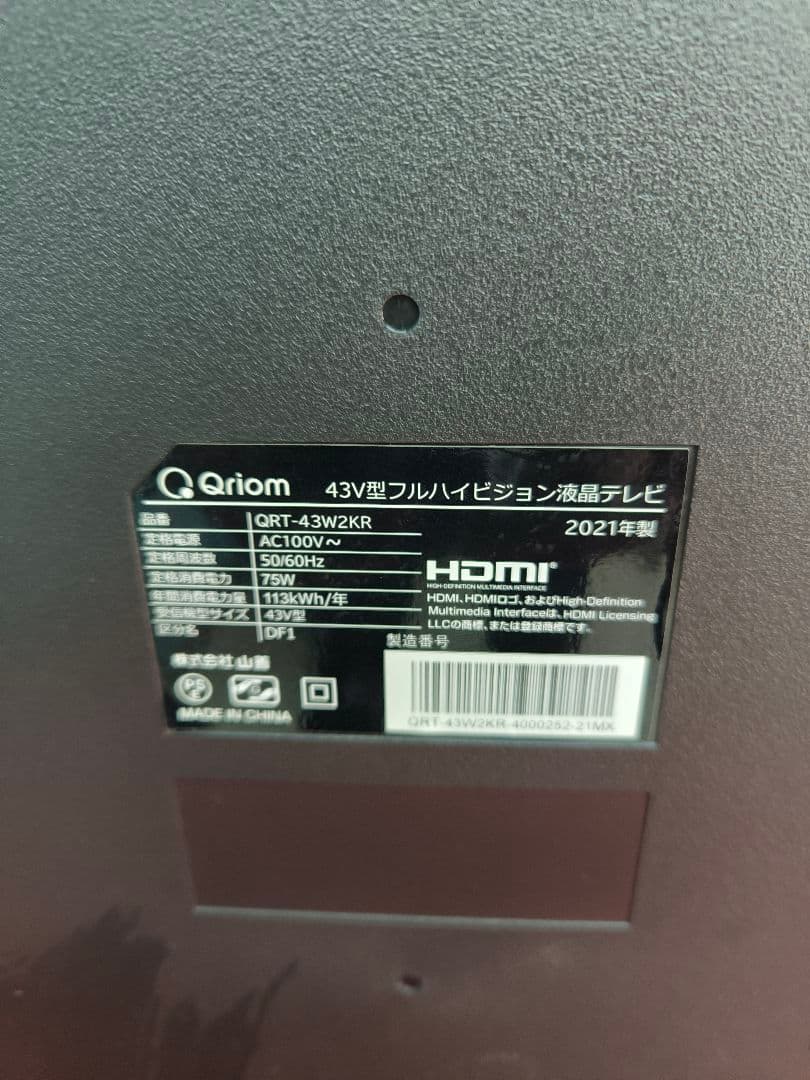 Qriom 43V型フルハイビジョン液晶テレビ
2021年製
品番 QRT-43W2KR
定格電源 AC100V～
定格周波数 50/60Hz
定格消費電力 75W
年間消費電力量 113kWh/年
受信機型サイズ 43V型
区分名 DF1
HDMI®
HIGH-DEFINITION MULTIMEDIA INTERFACE
HDMI、HDMIロゴ、およびHigh-Definition
Multimedia Interfaceは、HDMI Licensing
LLCの商標、または登録商標です。
株式会社 山善
PS
E
MADE IN CHINA
製造番号
QRT-43W2KR-4000252-21MX